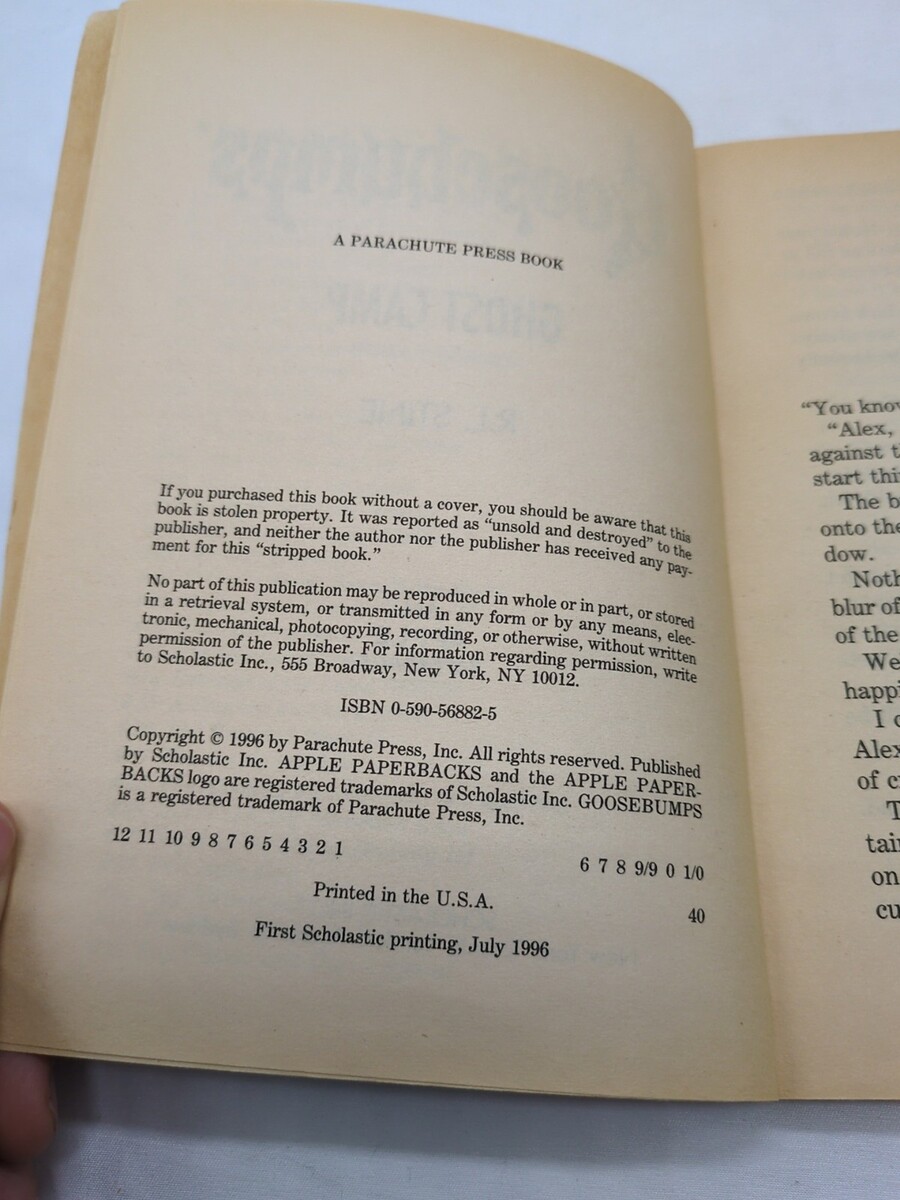 A PARACHUTE PRESS BOOK
If you purchased this book without a cover, you should be aware that this
book is stolen property. It was reported as “unsold and destroyed” to the
publisher, and neither the author nor the publisher has received any pay-
ment for this “stripped book.”
No part of this publication may be reproduced in whole or in part, or stored
in a retrieval system, or transmitted in any form or by any means, elec-
tronic, mechanical, photocopying, recording, or otherwise, without written
permission of the publisher. For information regarding permission, write
to Scholastic Inc., 555 Broadway, New York, NY 10012.
ISBN 0-590-56882-5
Copyright © 1996 by Parachute Press, Inc. All rights reserved. Published
by Scholastic Inc. APPLE PAPERBACKS and the APPLE PAPER-
BACKS logo are registered trademarks of Scholastic Inc. GOOSEBUMPS
is a registered trademark of Parachute Press, Inc.
12 11 10 9 8 7 6 5 4 3 2 1
6 7 8 9/9 0 1/0
Printed in the U.S.A.
40
First Scholastic printing, July 1996
“You
“Alex,
against
start
The
onto the
dow.
blur of
of the
We
I
Alex
of
on